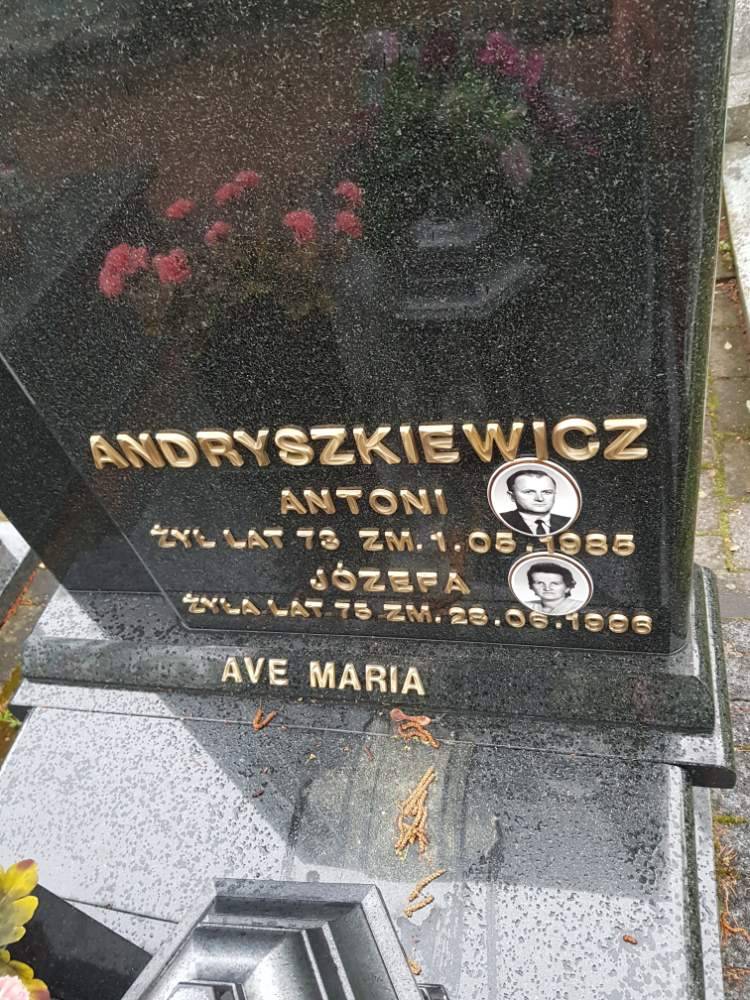 ANDRYSZKIEWICZ
ANTONI
ŻYŁ LAT 73 ZM. 1.05.1985
JÓZEFA
ŻYŁA LAT 75 ZM. 28.06.1996
AVE MARIA